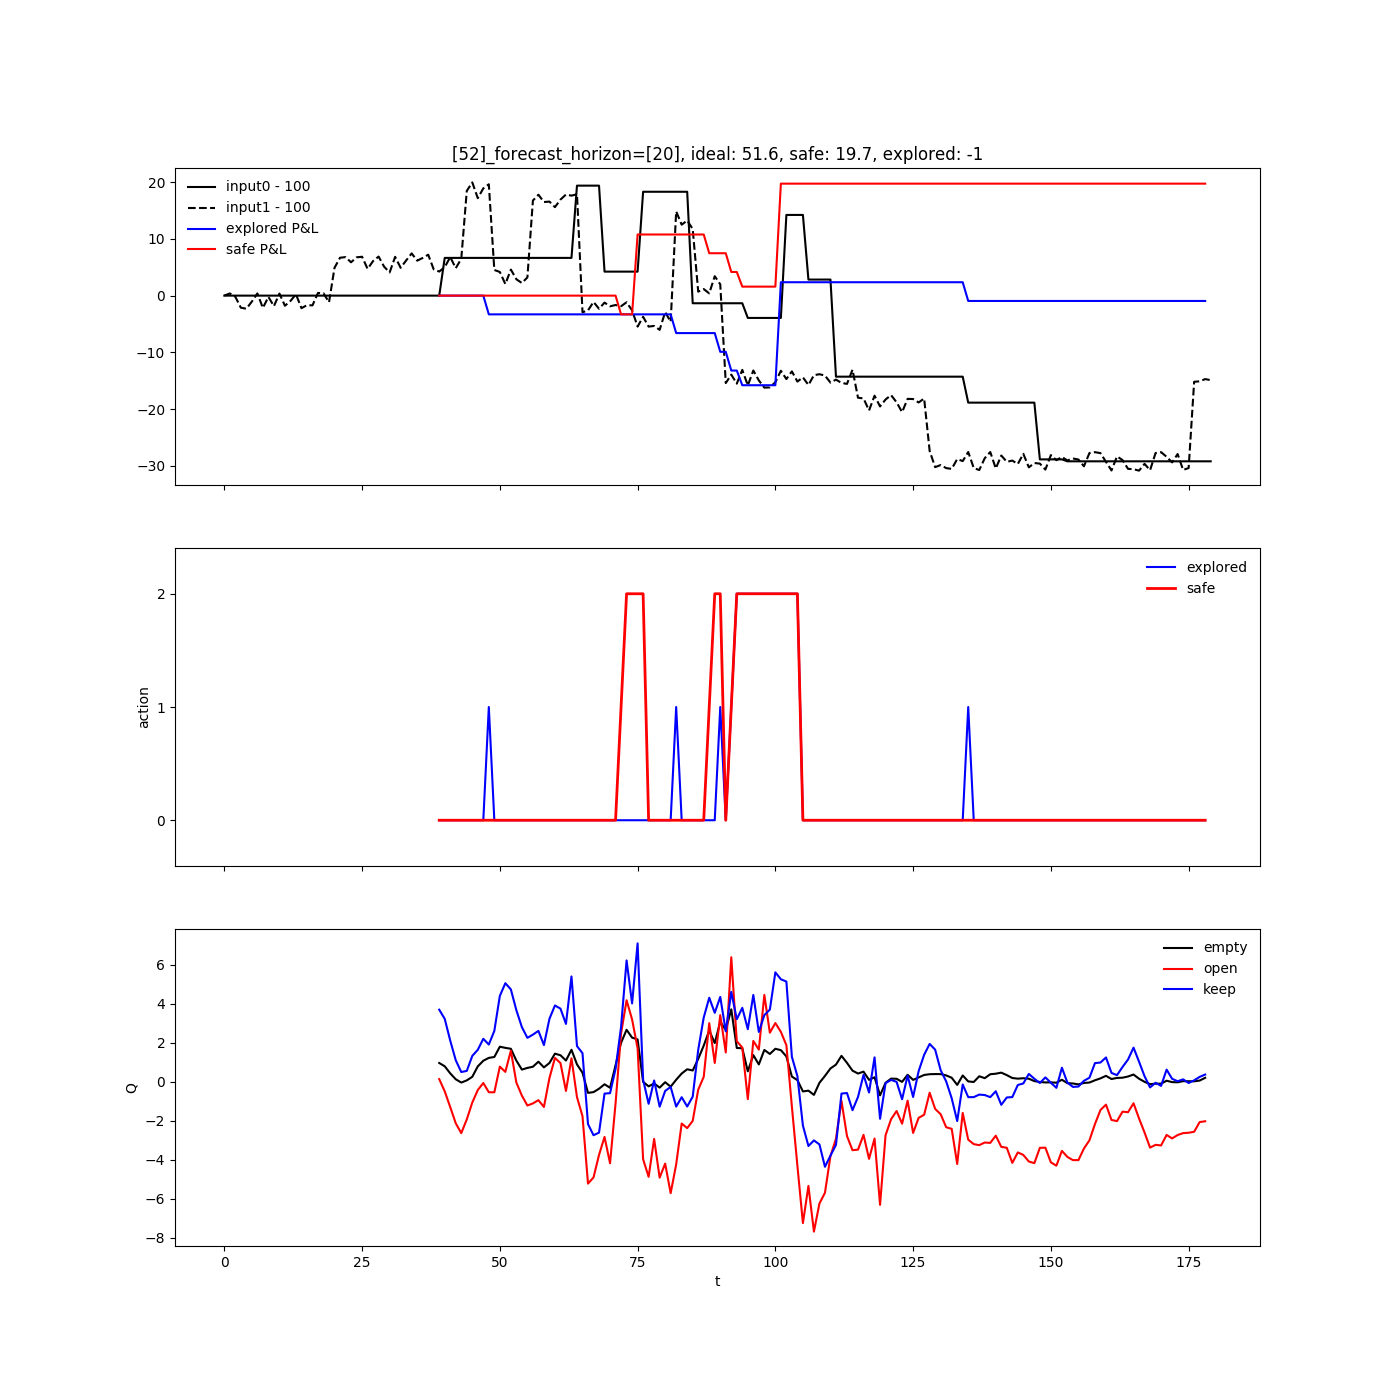 [52]_forecast_horizon=[20], ideal: 51.6, safe: 19.7, explored: -1
input0 - 100
input1 - 100
explored P&L
safe P&L
20
10
0
−10
−20
−30
explored
safe
2
1
0
action
empty
open
keep
6
4
2
0
−2
−4
−6
−8
Q
0 25 50 75 100 125 150 175
t